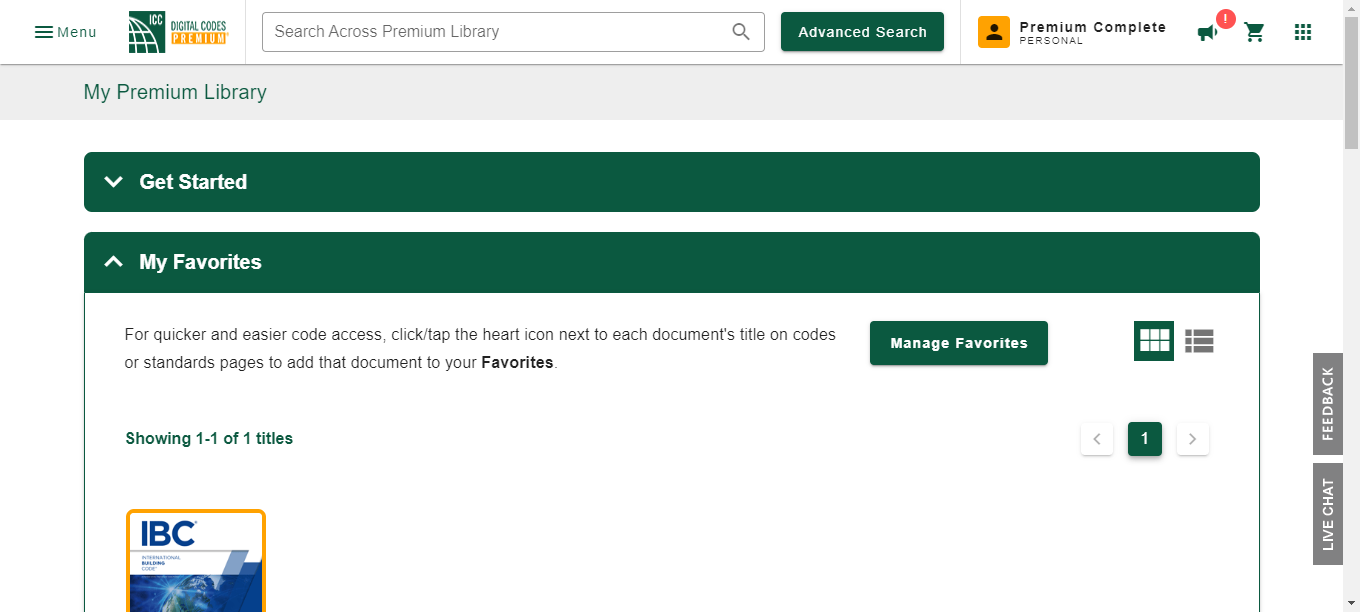 Menu
ICC
DIGITAL CODES
PREMIUM
Search Across Premium Library
Advanced Search
Premium Complete
PERSONAL
!
My Premium Library
Get Started
My Favorites
For quicker and easier code access, click/tap the heart icon next to each document's title on codes
or standards pages to add that document to your Favorites.
Manage Favorites
Showing 1-1 of 1 titles
1
IBC
INTERNATIONAL
BUILDING
CODE
FEEDBACK
LIVE CHAT